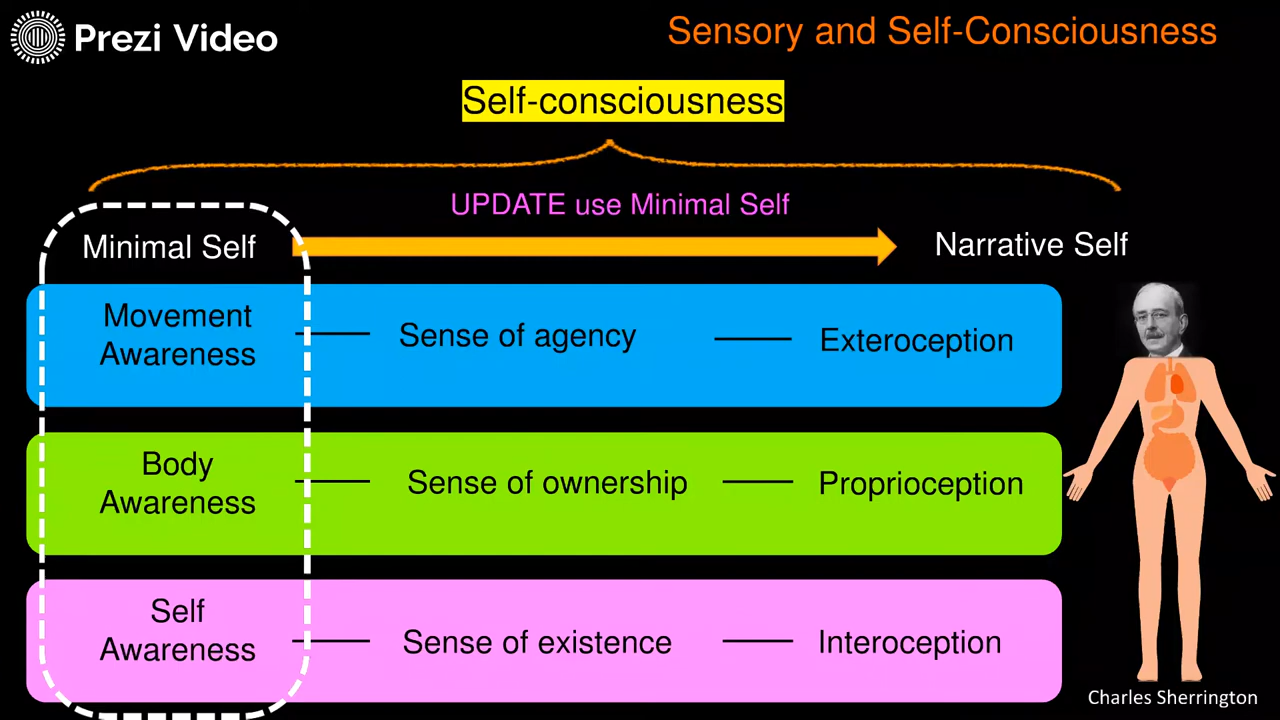 Prezi Video
Sensory and Self-Consciousness
Self-consciousness
UPDATE use Minimal Self
Minimal Self
Narrative Self
Movement
Awareness
Sense of agency
Exteroception
Body
Awareness
Sense of ownership
Proprioception
Self
Awareness
Sense of existence
Interoception
Charles Sherrington